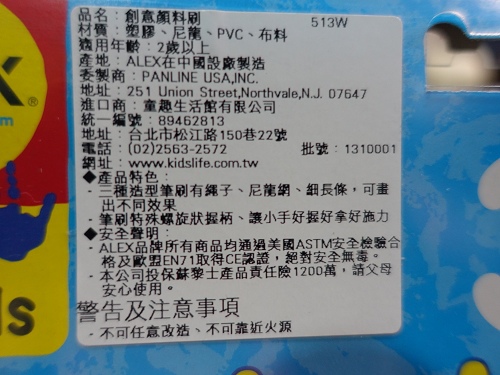 品名：創意顏料刷 513W
材質：塑膠、尼龍、PVC、布料
適用年齡：2歲以上
產地：ALEX在中國設廠製造
委製商：PANLINE USA,INC.
地址：251 Union Street,Northvale,N.J. 07647
進口商：童趣生活館有限公司
統一編號：89462813
地址：台北市松江路150巷22號
電話：(02)2563-2572 批號：1310001
網址：www.kidslife.com.tw
◆產品特色：
- 三種造型筆刷有繩子、尼龍網、細長條，可畫
出不同效果
- 筆刷特殊螺旋狀握柄、讓小手好握好拿好施力
◆安全聲明：
- ALEX品牌所有商品均通過美國ASTM安全檢驗合
格及歐盟EN71取得CE認證，絕對安全無毒。
- 本公司投保蘇黎士產品責任險1200萬，請父母
安心使用。
警告及注意事項
- 不可任意改造、不可靠近火源
X®
m
ds